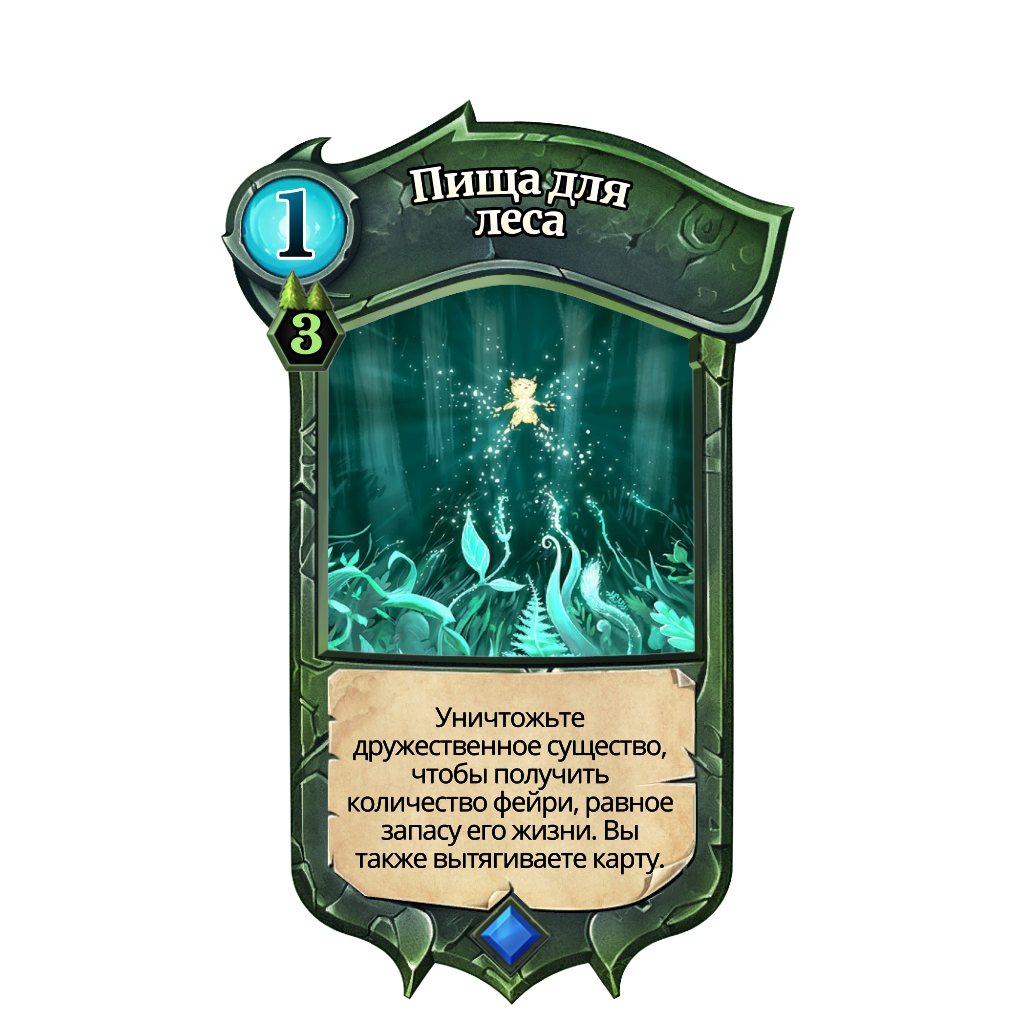 1
Пища для
леса
3
Уничтожьте
дружественное существо,
чтобы получить
количество фейри, равное
запасу его жизни. Вы
также вытягиваете карту.